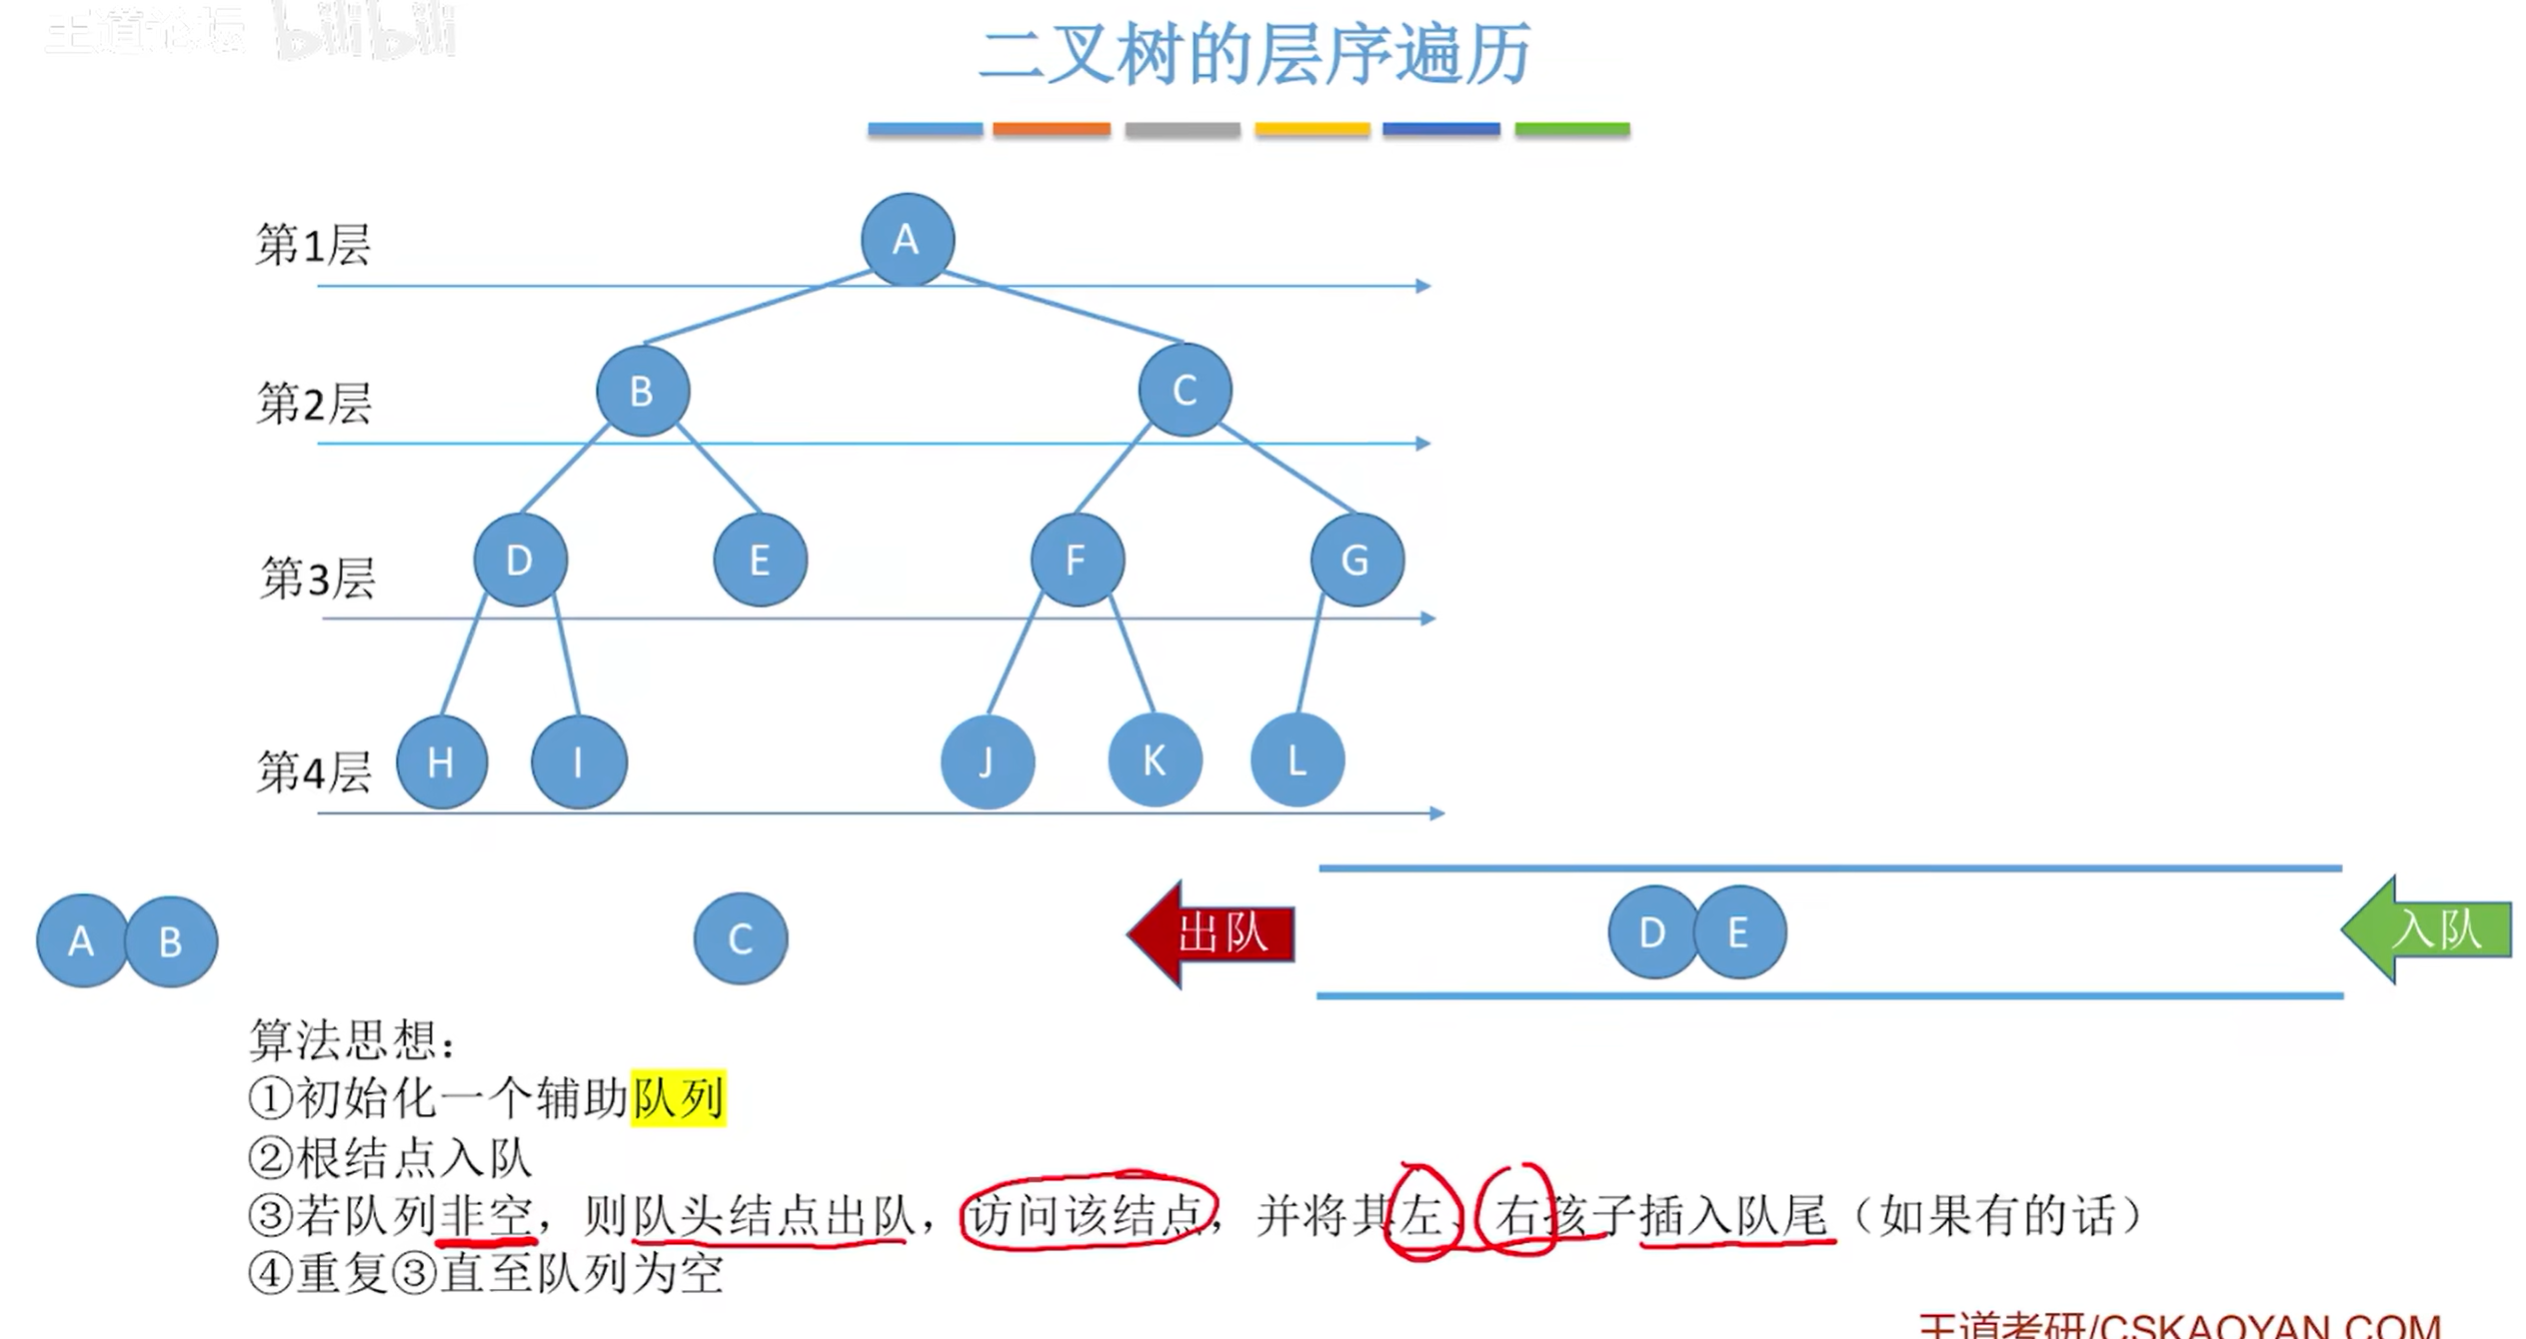 王道论坛 bilibili
二叉树的层序遍历
第1层
A
第2层
B C
第3层
D E F G
第4层
H I J K L
A B C 出队 D E 入队
算法思想：
①初始化一个辅助队列
②根结点入队
③若队列非空，则队头结点出队，访问该结点，并将其左、右孩子插入队尾（如果有的话）
④重复③直至队列为空
王道考研/CSKAOYAN.COM